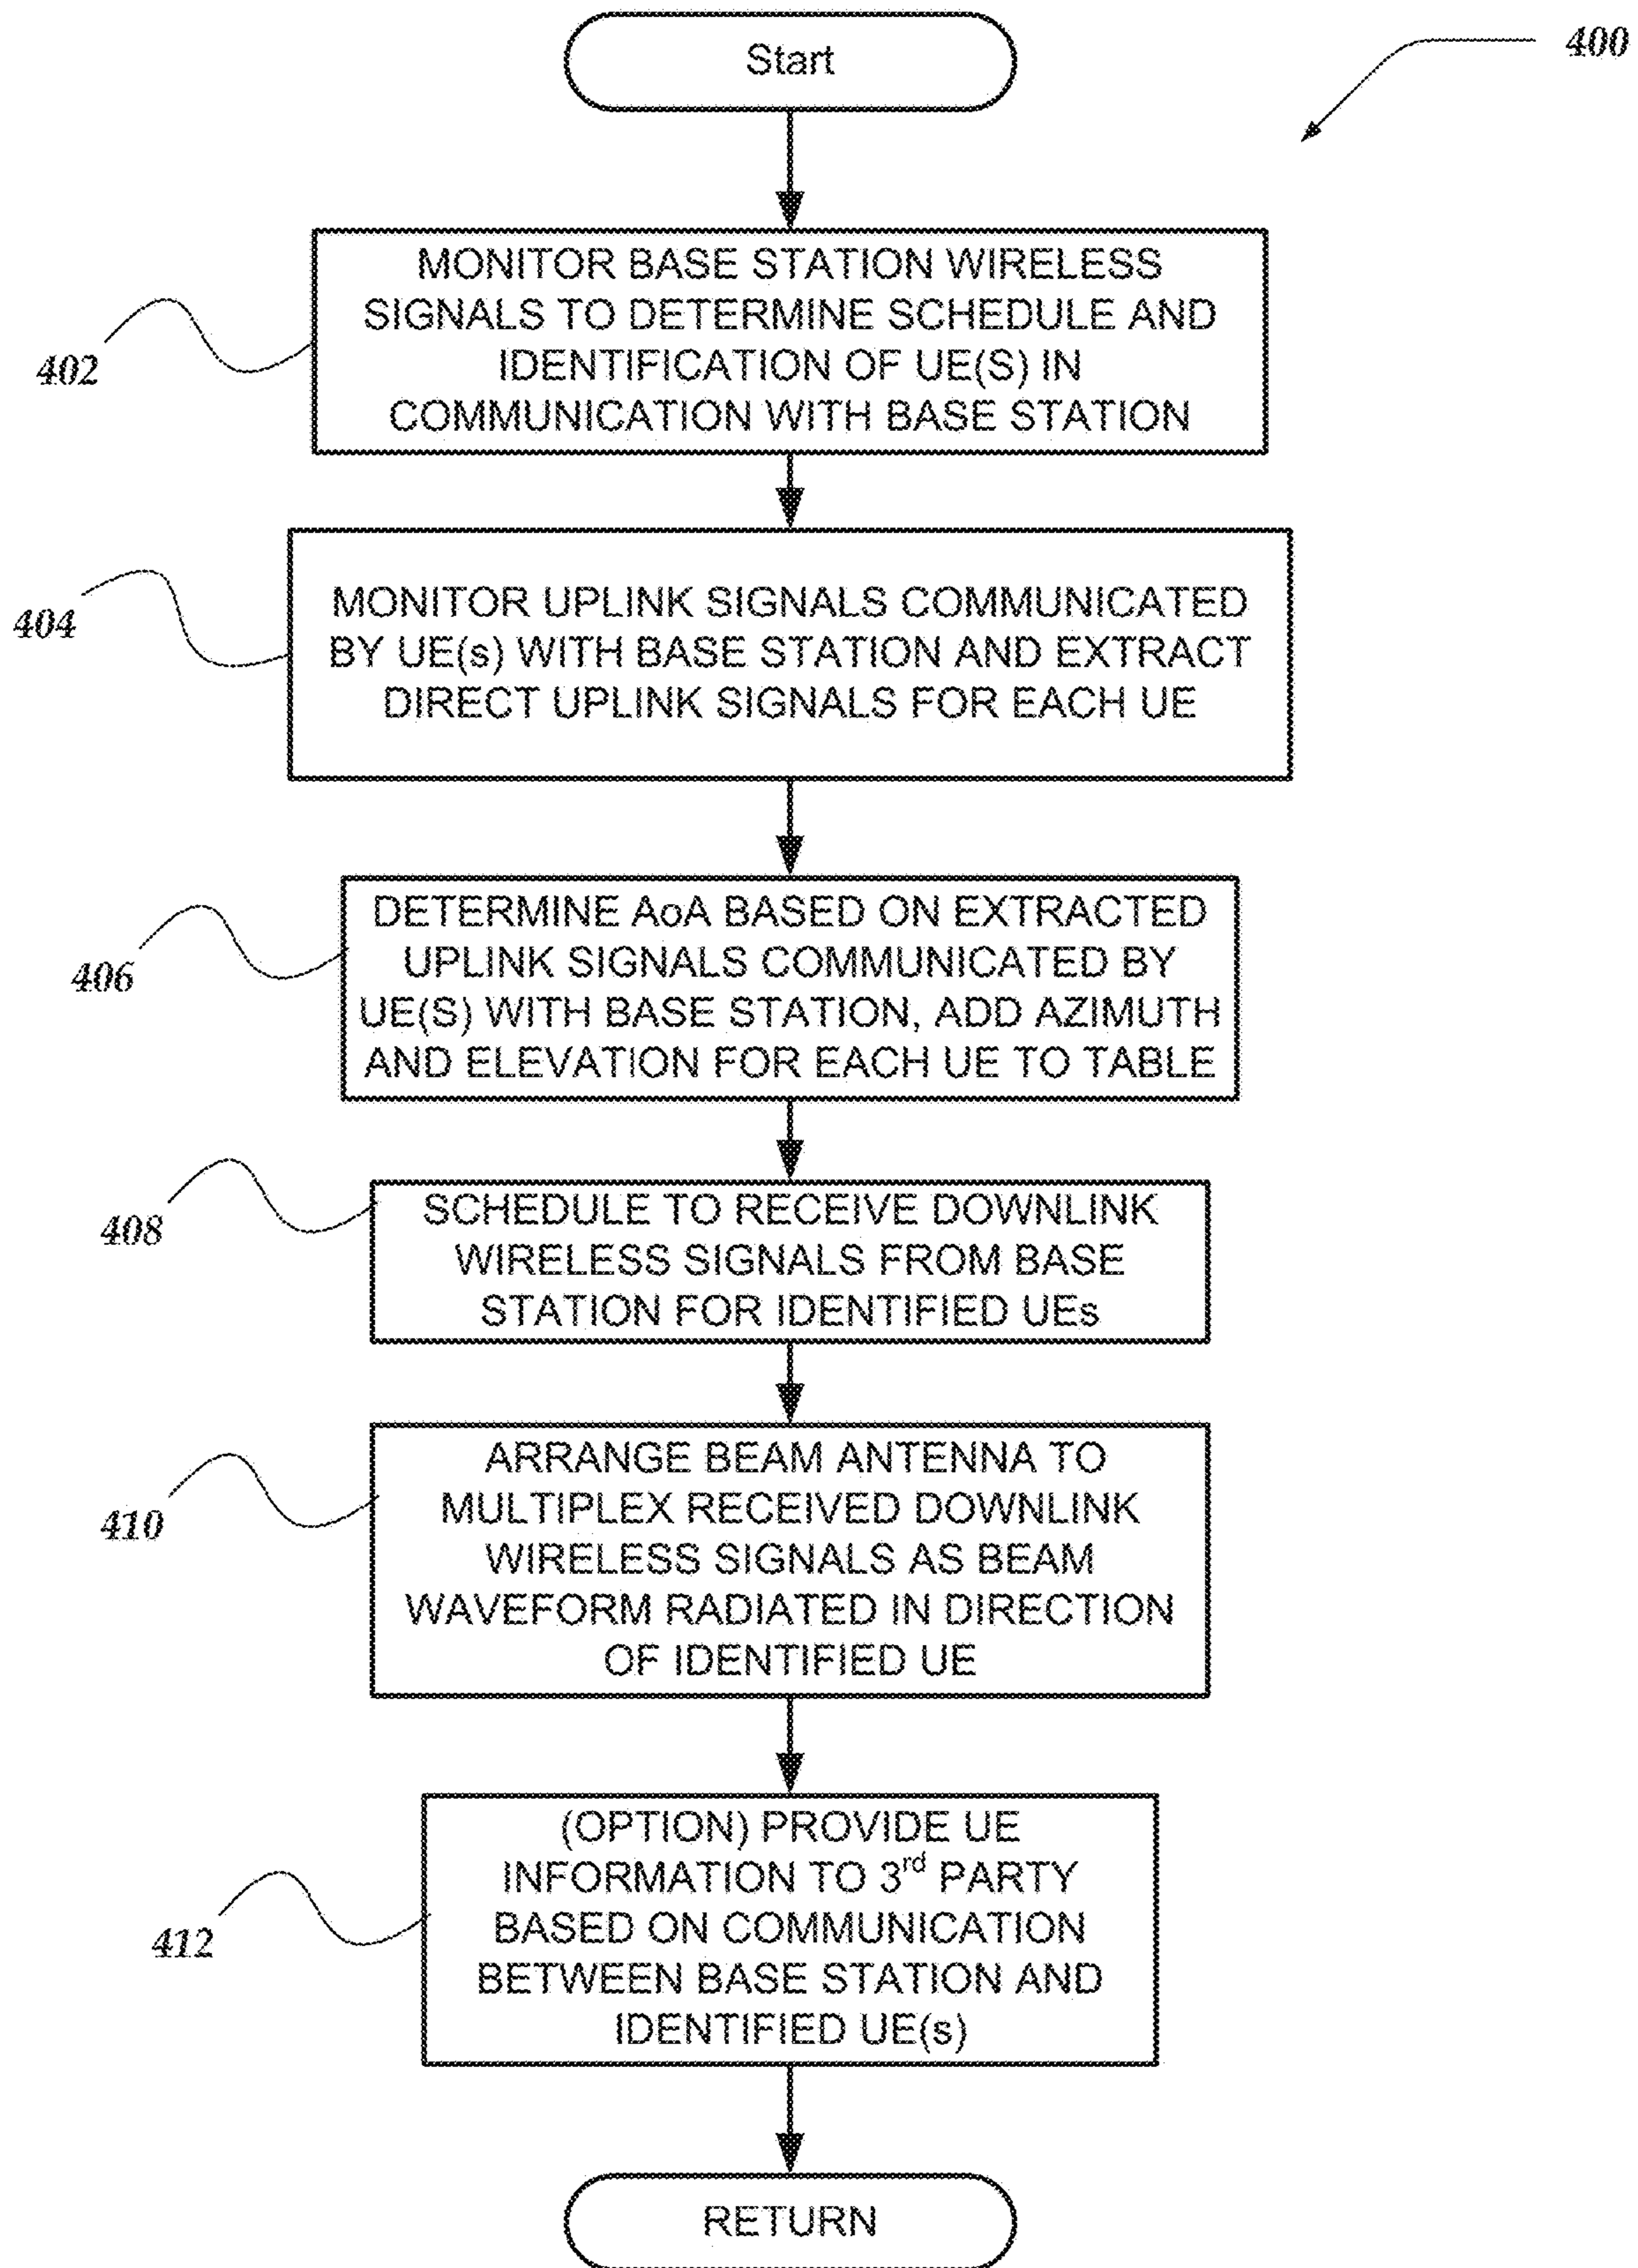 Start
400
MONITOR BASE STATION WIRELESS
SIGNALS TO DETERMINE SCHEDULE AND
IDENTIFICATION OF UE(S) IN
COMMUNICATION WITH BASE STATION
402
MONITOR UPLINK SIGNALS COMMUNICATED
BY UE(s) WITH BASE STATION AND EXTRACT
DIRECT UPLINK SIGNALS FOR EACH UE
404
DETERMINE AoA BASED ON EXTRACTED
UPLINK SIGNALS COMMUNICATED BY
UE(S) WITH BASE STATION, ADD AZIMUTH
AND ELEVATION FOR EACH UE TO TABLE
406
SCHEDULE TO RECEIVE DOWNLINK
WIRELESS SIGNALS FROM BASE
STATION FOR IDENTIFIED UEs
408
ARRANGE BEAM ANTENNA TO
MULTIPLEX RECEIVED DOWNLINK
WIRELESS SIGNALS AS BEAM
WAVEFORM RADIATED IN DIRECTION
OF IDENTIFIED UE
410
(OPTION) PROVIDE UE
INFORMATION TO 3rd PARTY
BASED ON COMMUNICATION
BETWEEN BASE STATION AND
IDENTIFIED UE(s)
412
RETURN